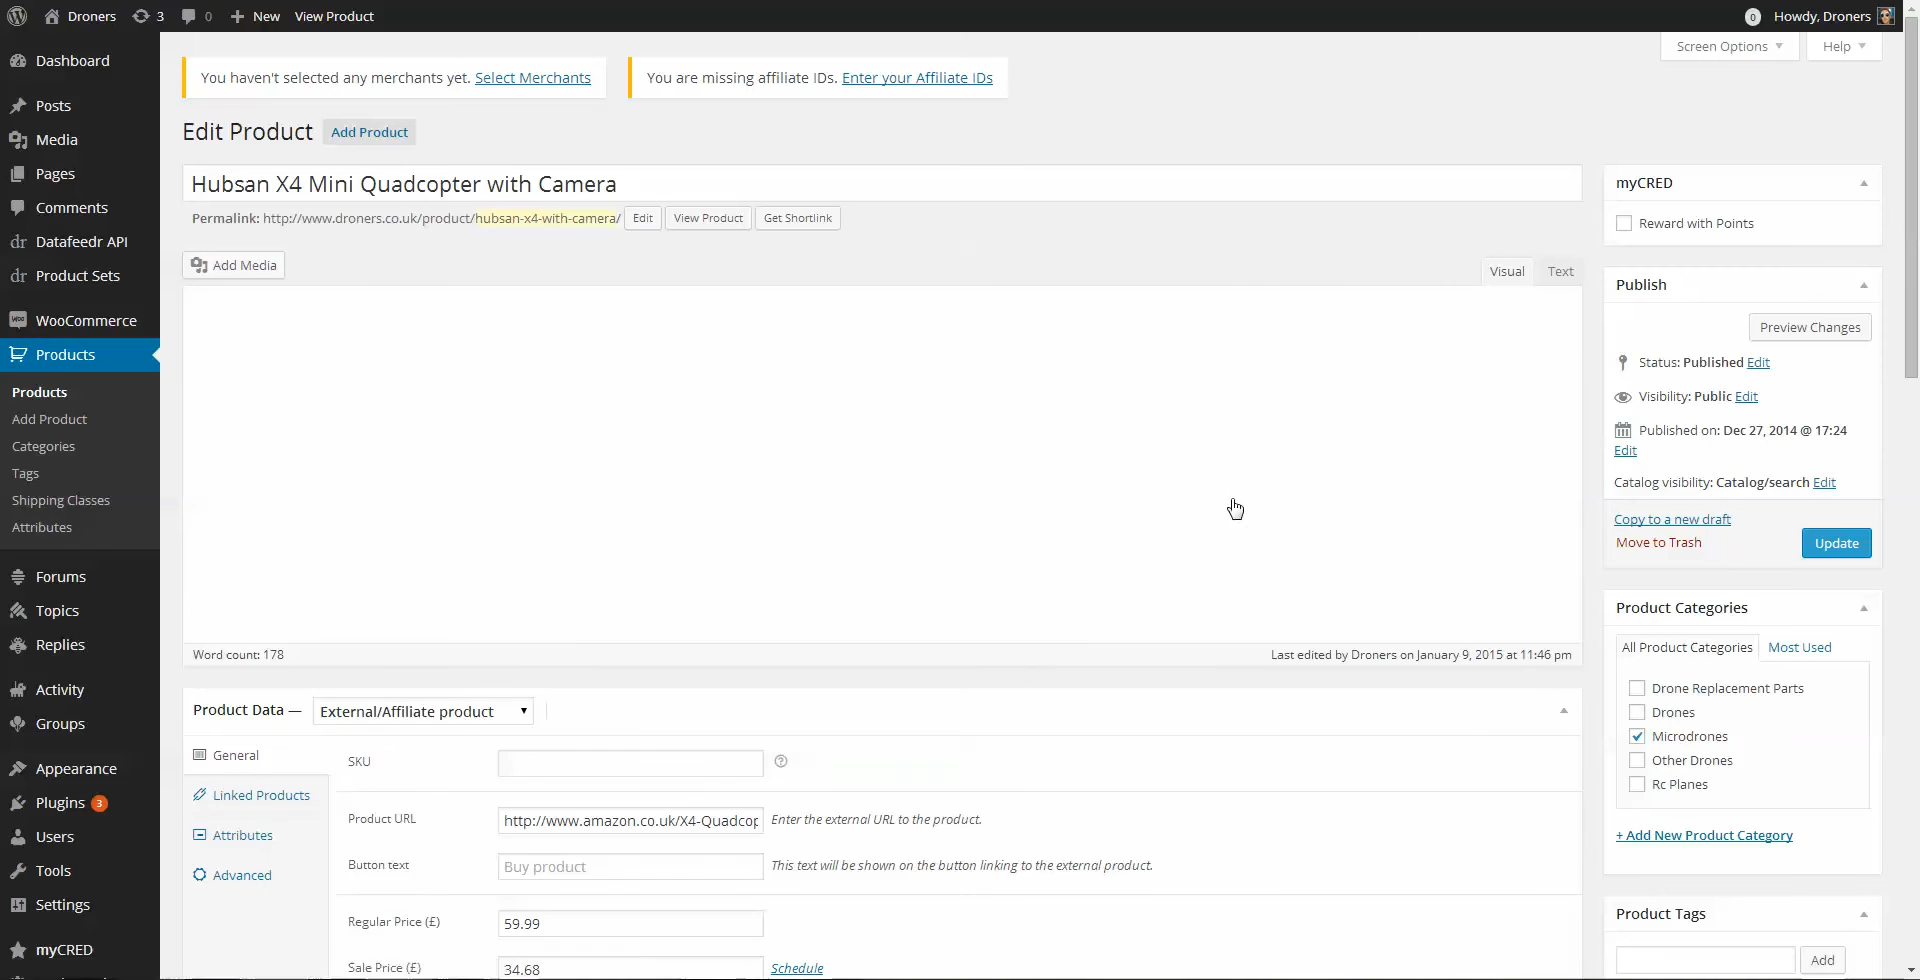 Droners 3 0 New View Product 0 Howdy, Droners
Screen Options Help
Dashboard
Posts
Media
Pages
Comments
dr Datafeedr API
dr Product Sets
Woo WooCommerce
Products
Products
Add Product
Categories
Tags
Shipping Classes
Attributes
Forums
Topics
Replies
Activity
Groups
Appearance
Plugins 3
Users
Tools
Settings
myCRED
You haven't selected any merchants yet. Select Merchants
You are missing affiliate IDs. Enter your Affiliate IDs
Edit Product Add Product
Hubsan X4 Mini Quadcopter with Camera
Permalink: http://www.droners.co.uk/product/hubsan-x4-with-camera/ Edit View Product Get Shortlink
Add Media
Visual Text
Word count: 178 Last edited by Droners on January 9, 2015 at 11:46 pm
Product Data — External/Affiliate product
General
Linked Products
Attributes
Advanced
SKU
Product URL http://www.amazon.co.uk/X4-Quadcop Enter the external URL to the product.
Button text Buy product This text will be shown on the button linking to the external product.
Regular Price (£) 59.99
Sale Price (£) 34.68 Schedule
myCRED
Reward with Points
Publish
Preview Changes
Status: Published Edit
Visibility: Public Edit
Published on: Dec 27, 2014 @ 17:24
Edit
Catalog visibility: Catalog/search Edit
Copy to a new draft
Move to Trash Update
Product Categories
All Product Categories Most Used
Drone Replacement Parts
Drones
Microdrones
Other Drones
Rc Planes
+ Add New Product Category
Product Tags
Add